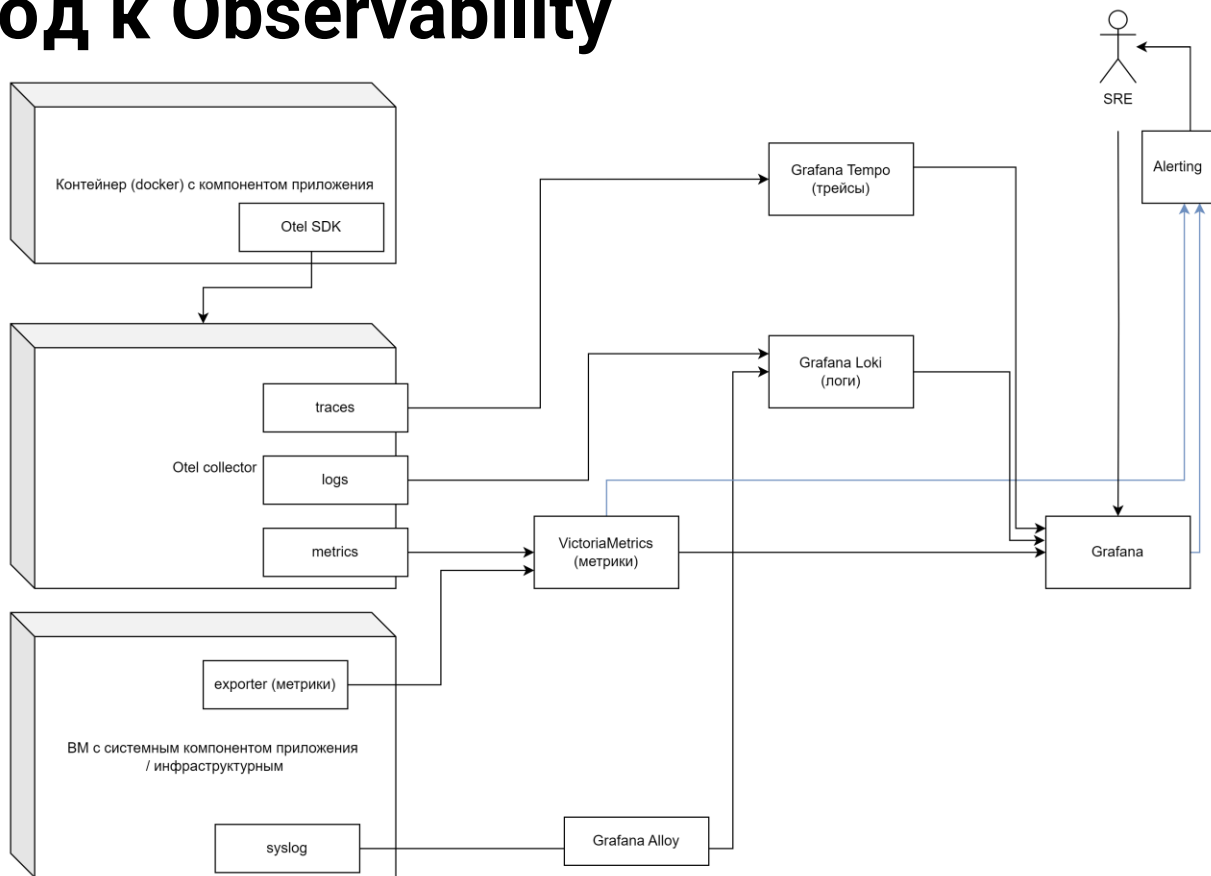 од к Observability
SRE
Alerting
Контейнер (docker) с компонентом приложения
Otel SDK
Grafana Tempo
(трейсы)
Grafana Loki
(логи)
traces
Otel collector
logs
metrics
VictoriaMetrics
(метрики)
Grafana
exporter (метрики)
ВМ с системным компонентом приложения
/ инфраструктурным
syslog
Grafana Alloy